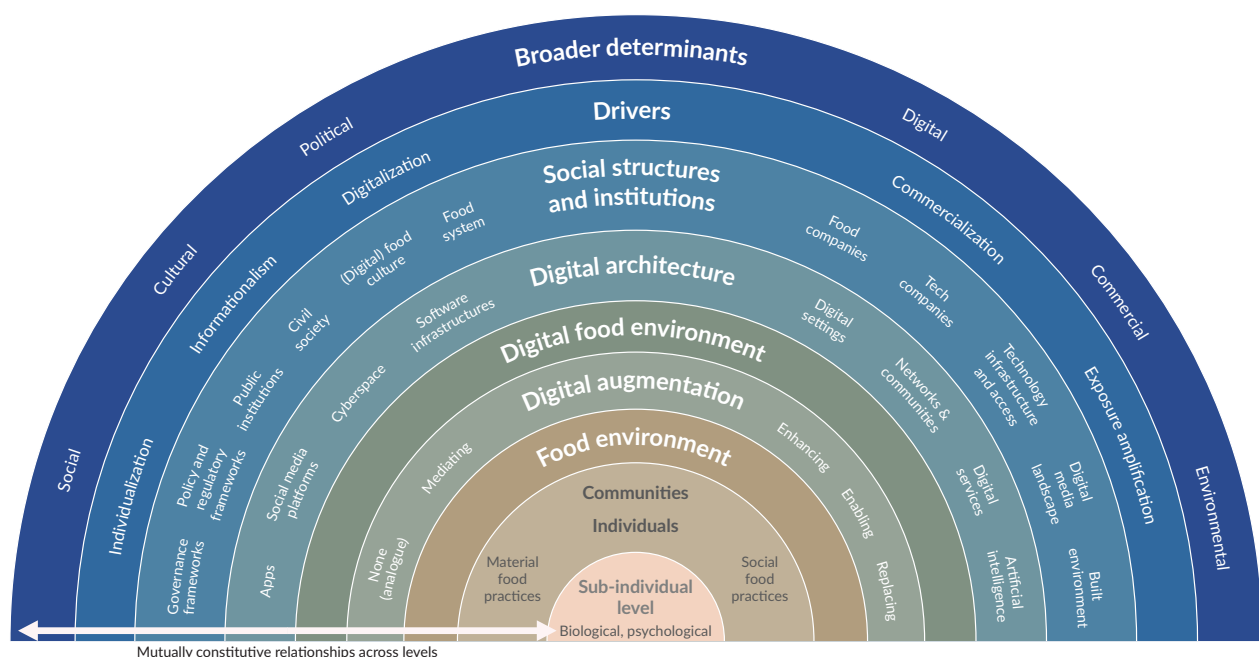 Broader determinants
Social
Cultural
Political
Digital
Commercial
Environmental
Drivers
Individualization
Informationalism
Digitalization
Commercialization
Exposure amplification
Social structures
and institutions
Governance
frameworks
Policy and
regulatory
frameworks
Public
institutions
Civil
society
(Digital) food
culture
Food
system
Food
companies
Tech
companies
Technology
infrastructure
and access
Digital
media
landscape
Built
environment
Digital architecture
Apps
Social media
platforms
Cyberspace
Software
infrastructures
Digital
settings
Networks &
communities
Digital
services
Artificial
intelligence
Digital food environment
Digital augmentation
None
(analogue)
Mediating
Enhancing
Enabling
Replacing
Food environment
Communities
Individuals
Material
food
practices
Social
food
practices
Sub-individual
level
Biological, psychological
Mutually constitutive relationships across levels